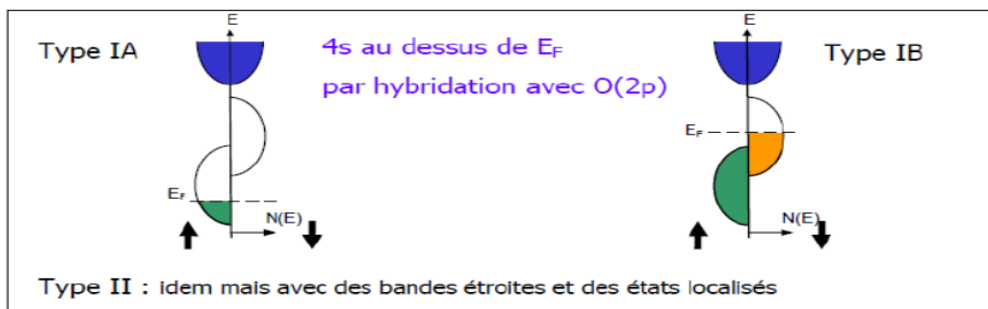 E
E
Type IA
4s au dessus de EF
Type IB
par hybridation avec O(2p)
EF
EF
N(E)
N(E)
Type II : idem mais avec des bandes étroites et des états localisés